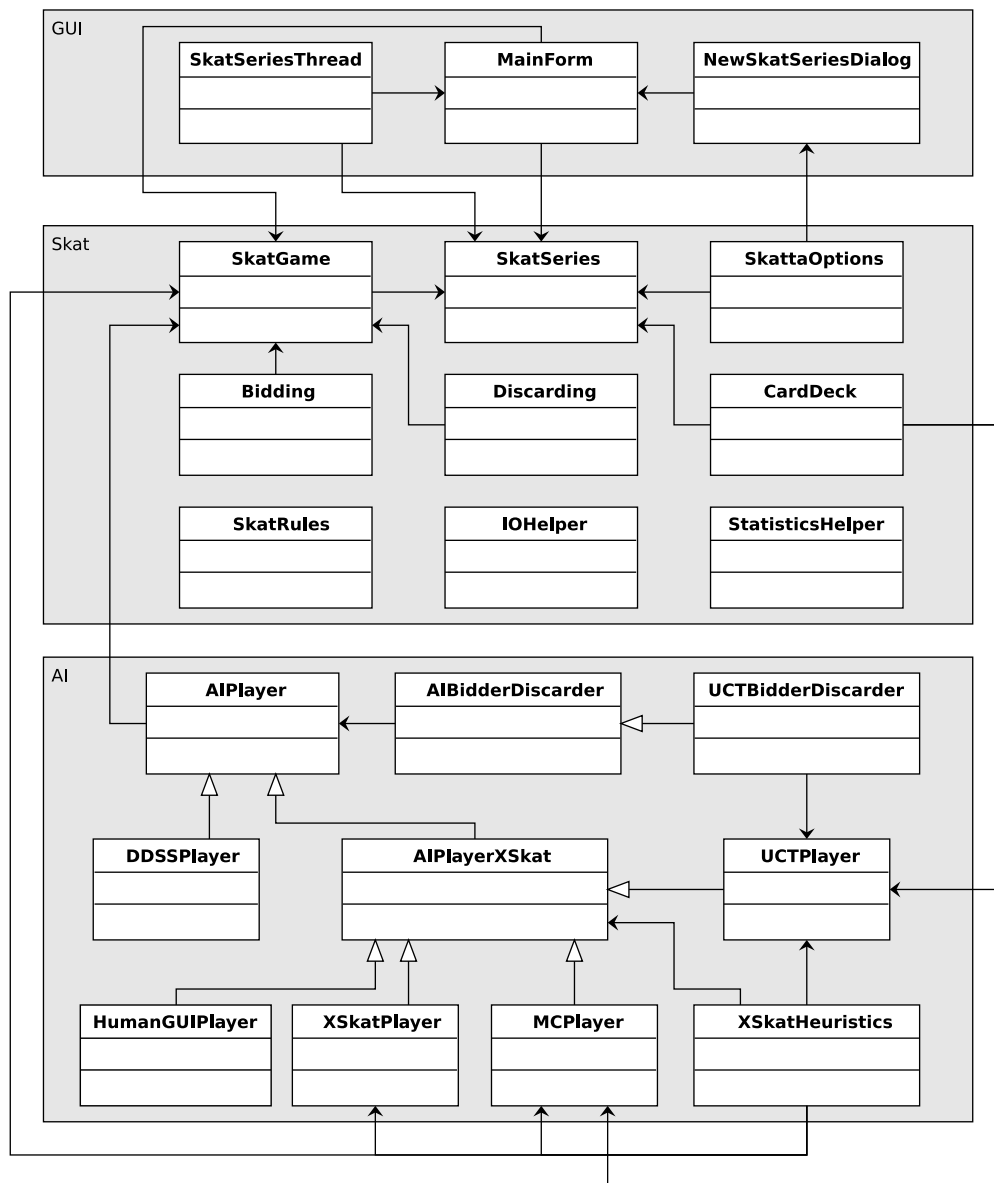 GUI
SkatSeriesThread
MainForm
NewSkatSeriesDialog
Skat
SkatGame
SkatSeries
SkattaOptions
Bidding
Discarding
CardDeck
SkatRules
IOHelper
StatisticsHelper
AI
AIPlayer
AIBidderDiscarder
UCTBidderDiscarder
DDSSPlayer
AIPlayerXSkat
UCTPlayer
HumanGUIPlayer
XSkatPlayer
MCPlayer
XSkatHeuristics